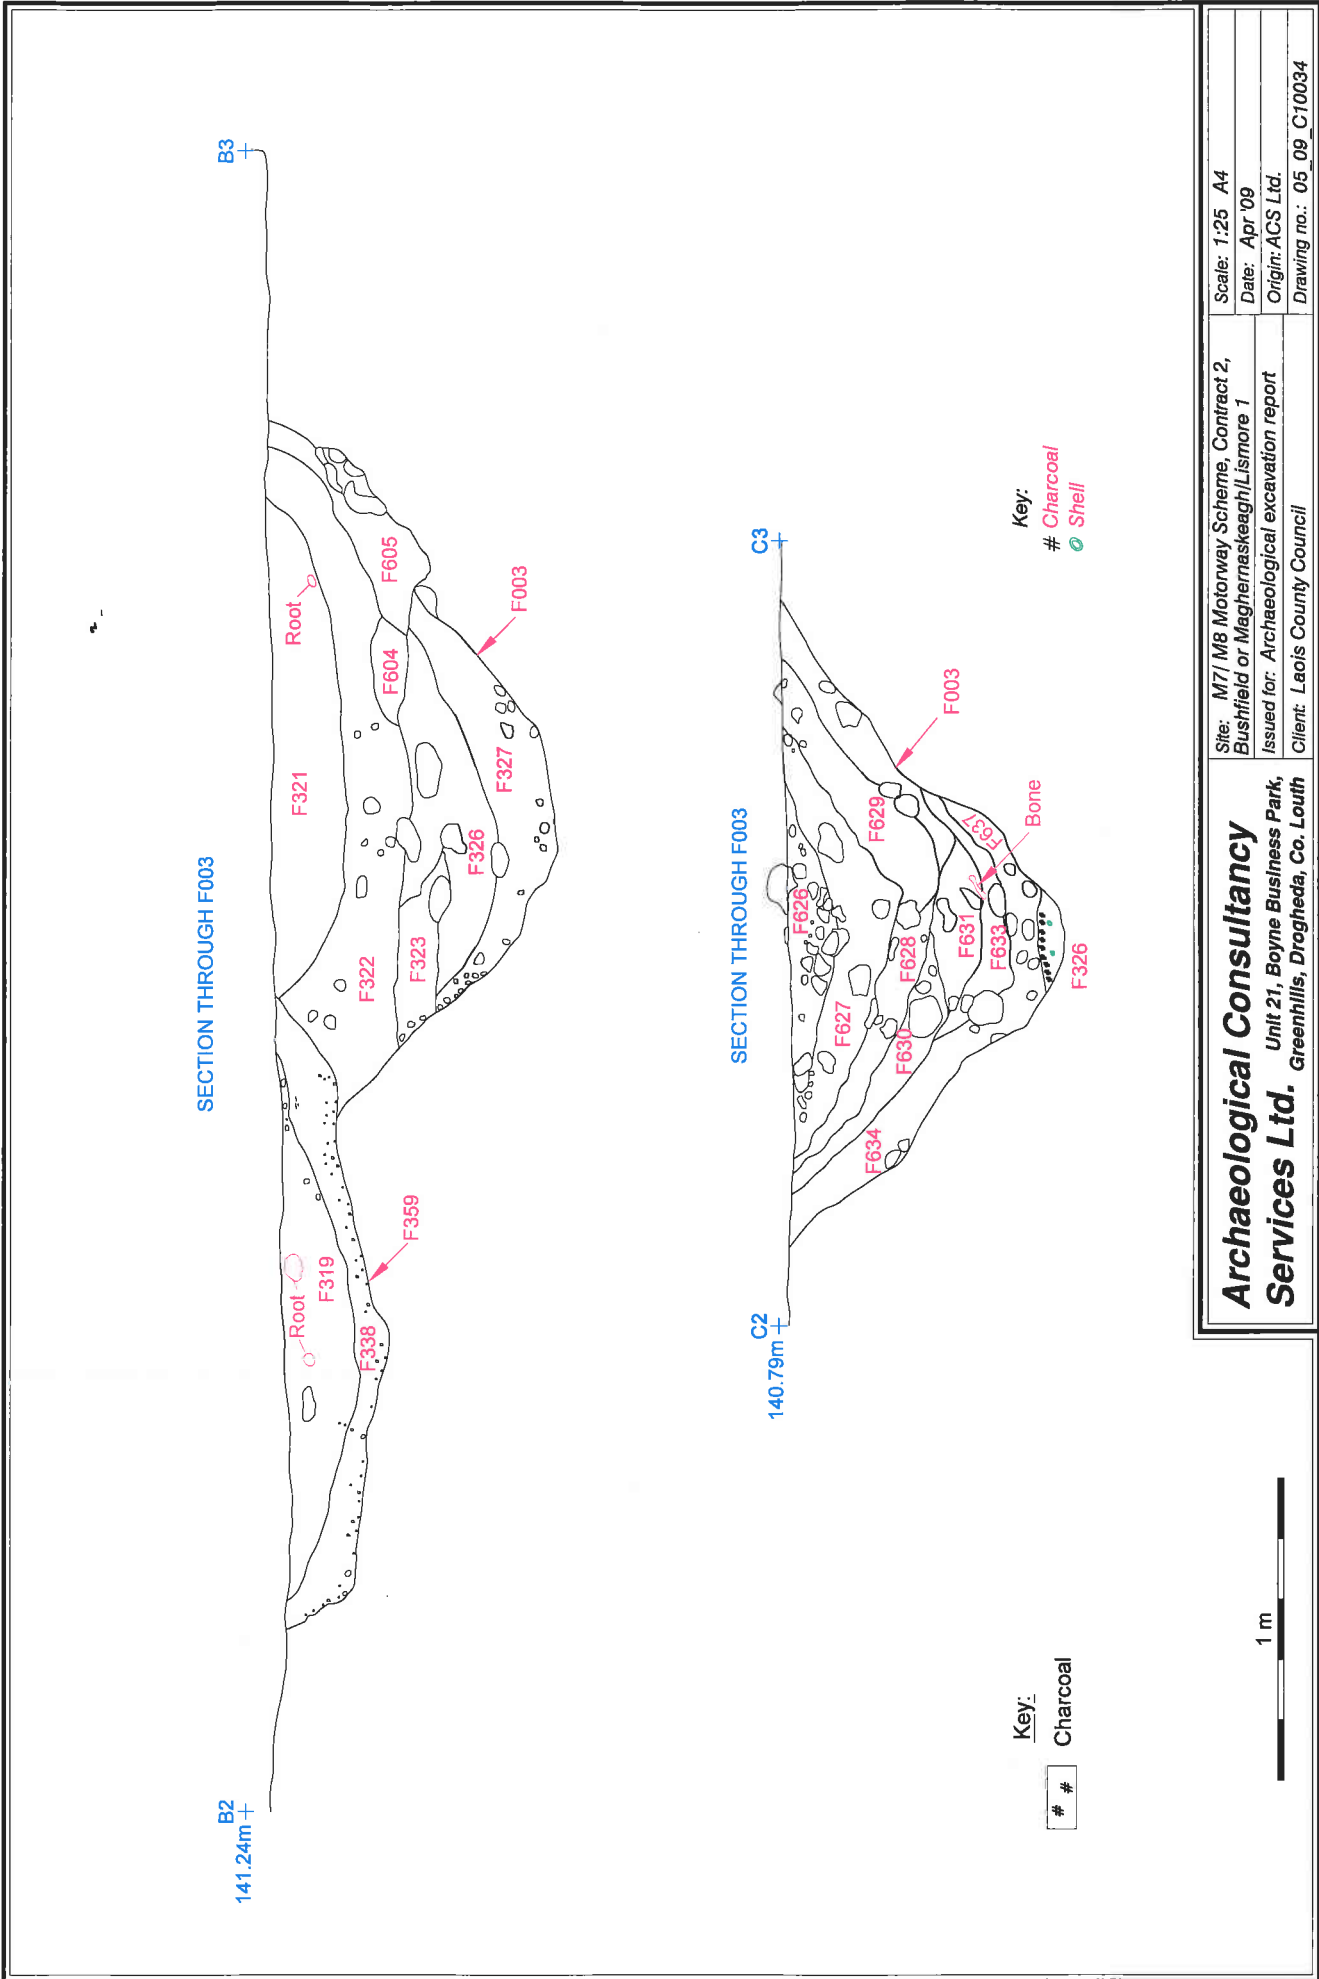 SECTION THROUGH F003
141.24m
B2
B3
Root
F319
F338
F359
F321
Root
F322
F323
F326
F327
F604
F605
F003
SECTION THROUGH F003
140.79m
C2
C3
F626
F627
F628
F629
F630
F631
F633
F634
F637
Bone
F003
F326
Key:
# Charcoal
Shell
Key:
# # Charcoal
1 m
Archaeological Consultancy
Services Ltd.
Unit 21, Boyne Business Park,
Greenhills, Drogheda, Co. Louth
Site: M7/ M8 Motorway Scheme, Contract 2,
Bushfield or Maghernaskeagh/Lismore 1
Issued for: Archaeological excavation report
Client: Laois County Council
Scale: 1:25 A4
Date: Apr '09
Origin: ACS Ltd.
Drawing no.: 05_09_C10034